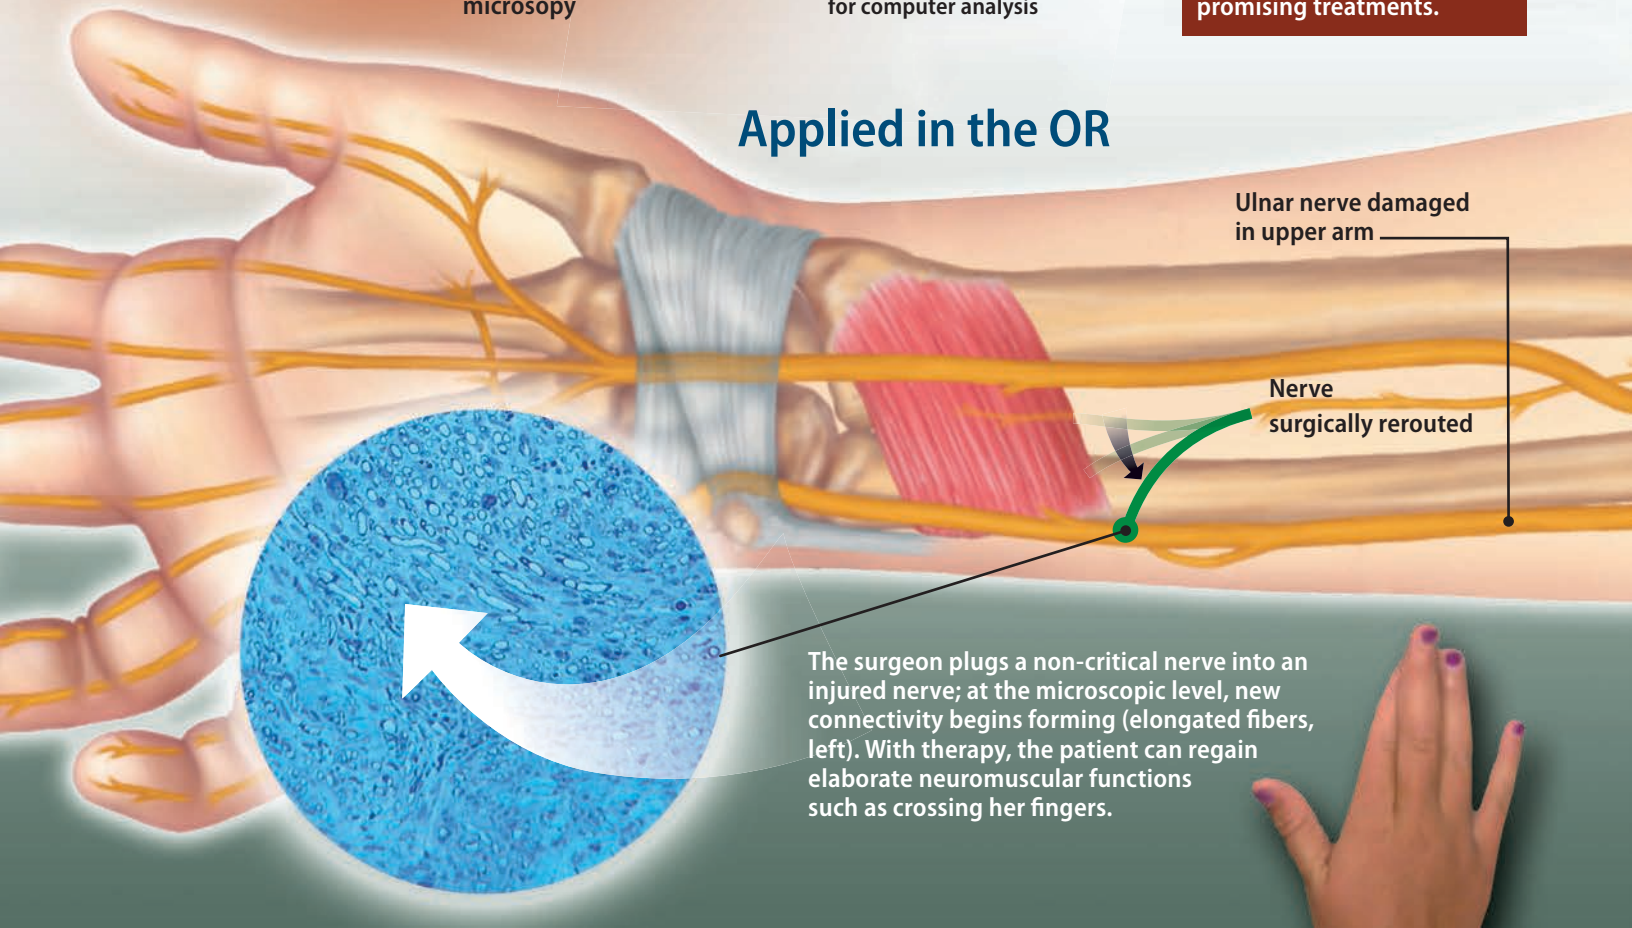 microsopy
for computer analysis
promising treatments.
Applied in the OR
Ulnar nerve damaged
in upper arm
Nerve
surgically rerouted
The surgeon plugs a non-critical nerve into an
injured nerve; at the microscopic level, new
connectivity begins forming (elongated fibers,
left). With therapy, the patient can regain
elaborate neuromuscular functions
such as crossing her fingers.